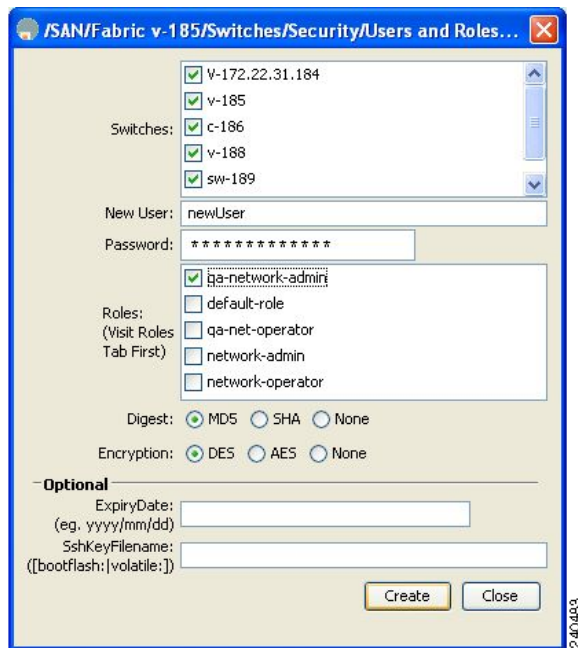 /SAN/Fabric v-185/Switches/Security/Users and Roles...
Switches:
V-172.22.31.184
v-185
c-186
v-188
sw-189
New User: newUser
Password: *************
Roles:
(Visit Roles
Tab First)
qa-network-admin
default-role
qa-net-operator
network-admin
network-operator
Digest: MD5 SHA None
Encryption: DES AES None
Optional
ExpiryDate:
(eg. yyyy/mm/dd)
SshKeyFilename:
([bootflash:|volatile:])
Create Close
240483